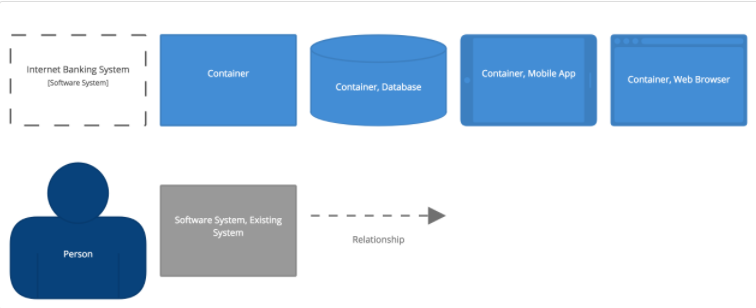 Internet Banking System
[Software System]
Container
Container, Database
Container, Mobile App
Container, Web Browser
Person
Software System, Existing
System
Relationship